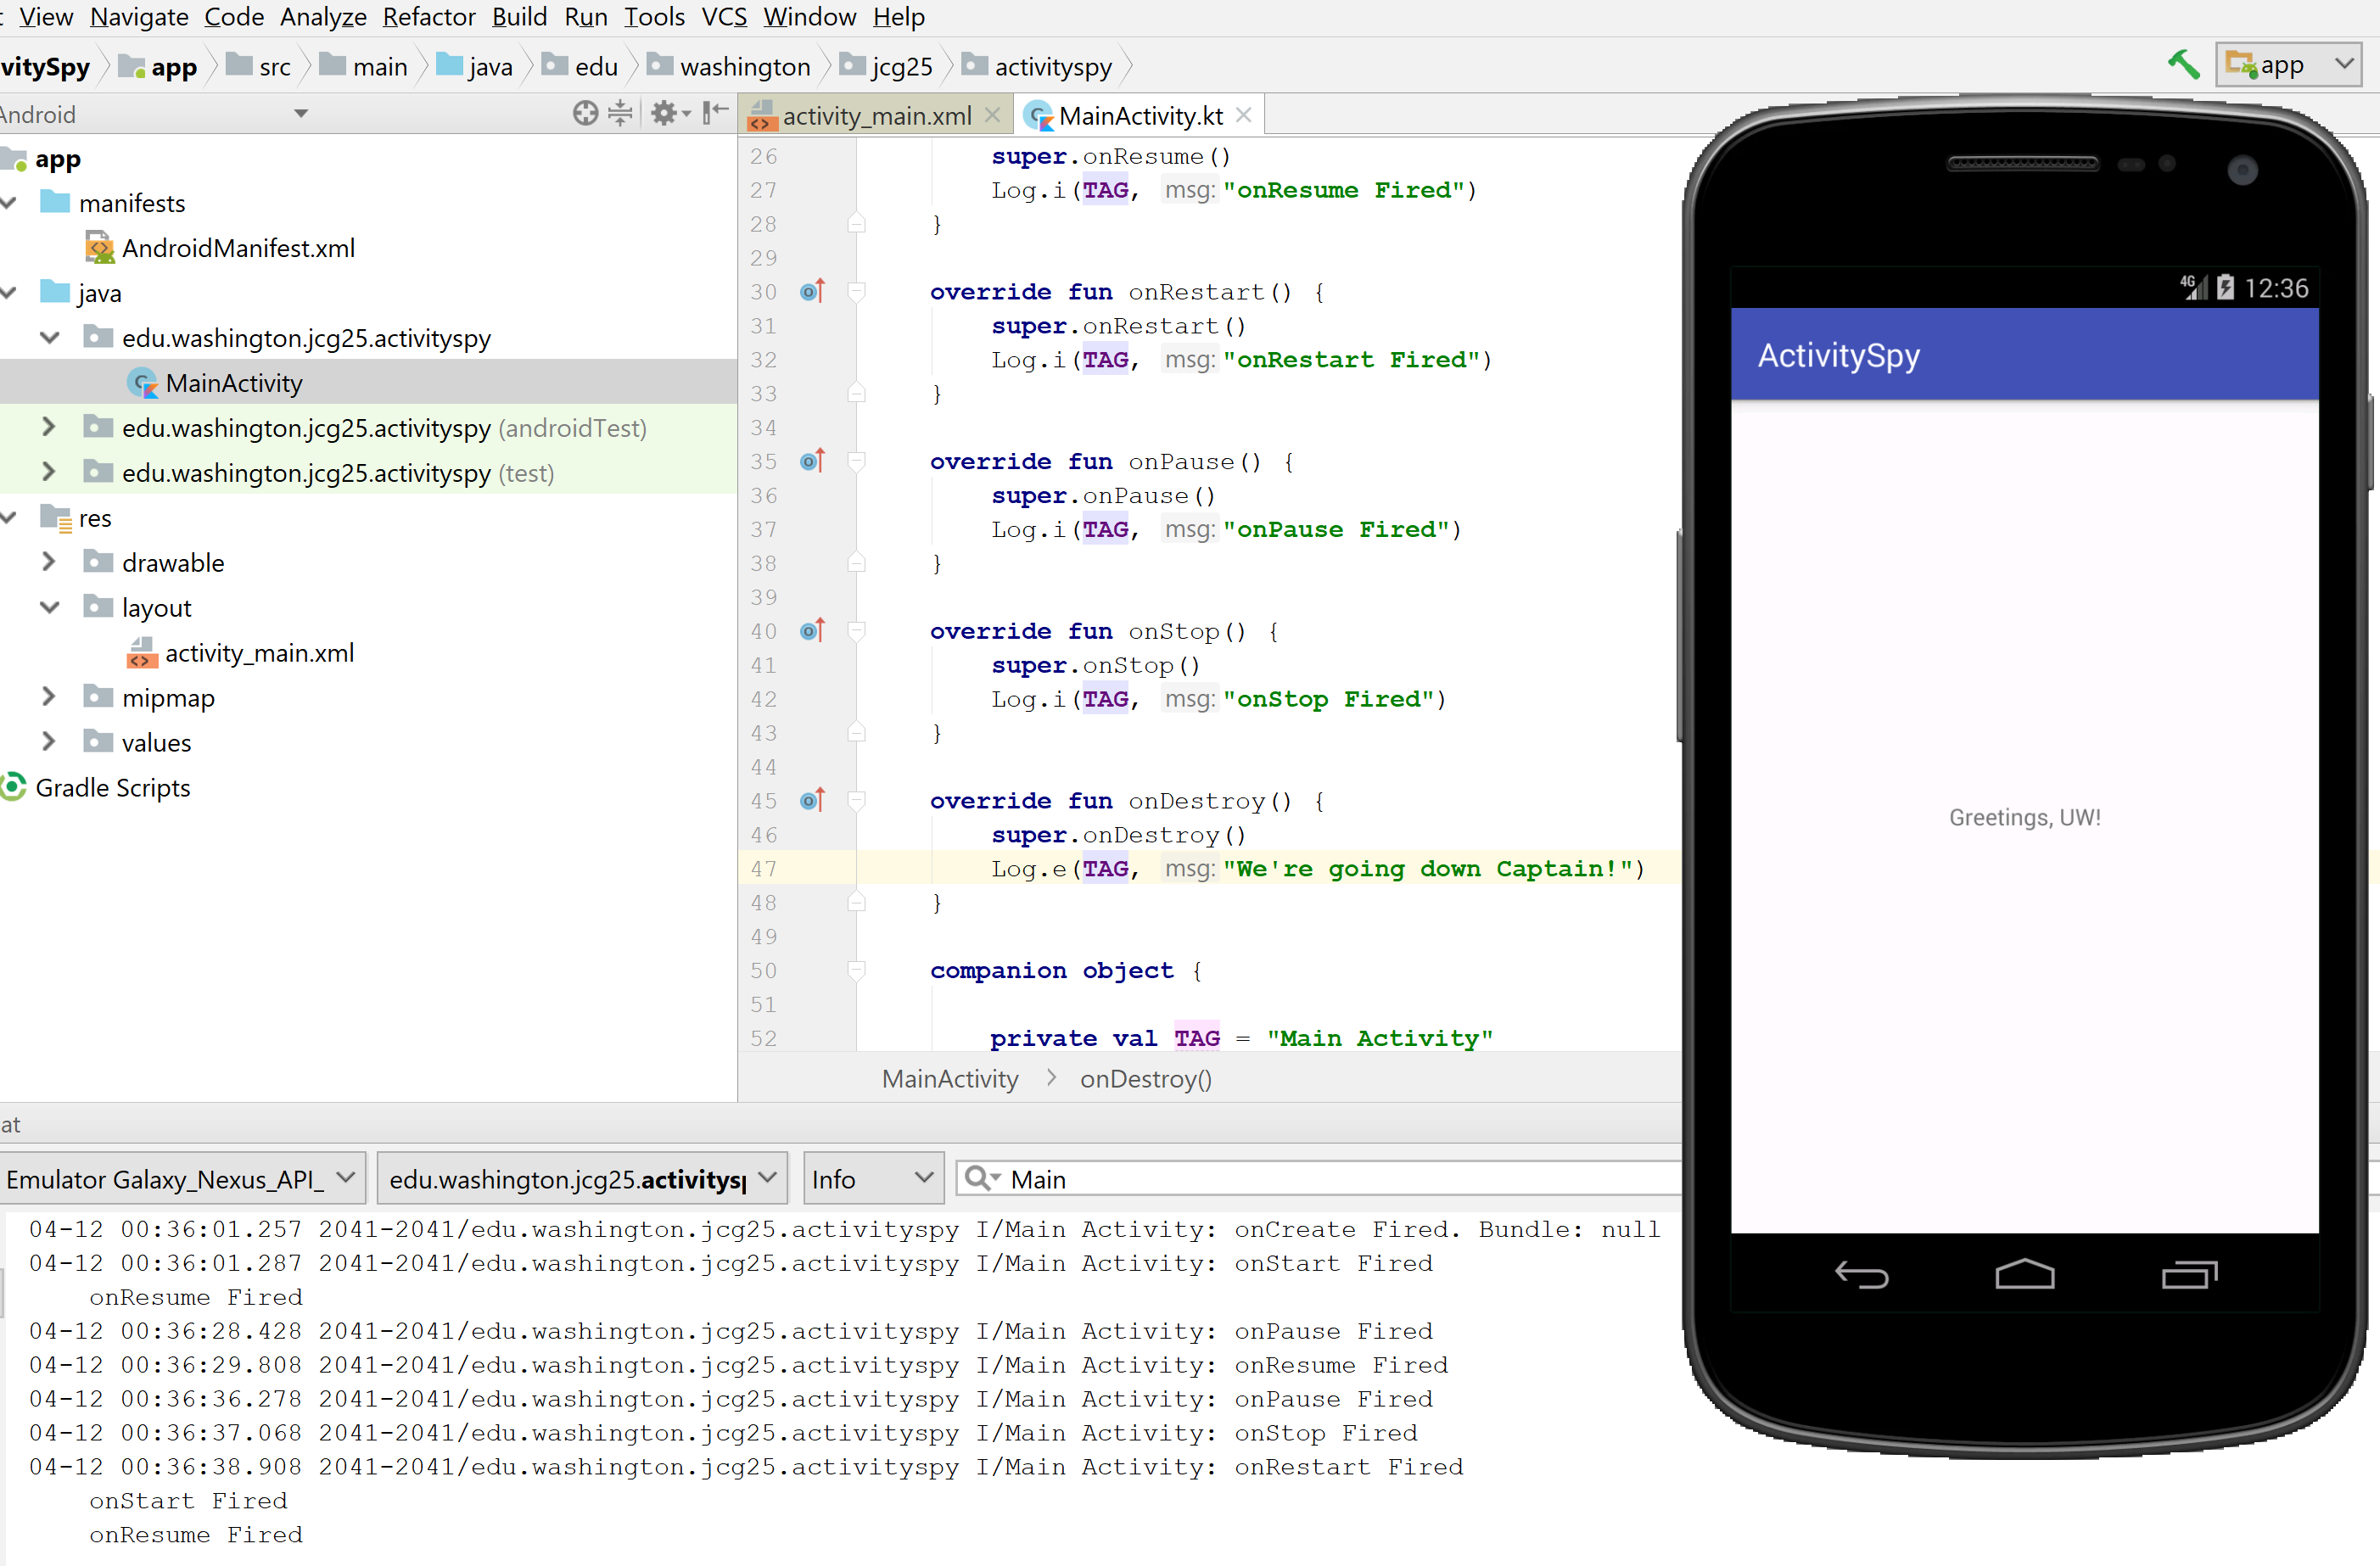 View Navigate Code Analyze Refactor Build Run Tools VCS Window Help
vitySpy app src main java edu washington jcg25 activityspy app
Android
activity_main.xml MainActivity.kt
app
manifests
AndroidManifest.xml
java
edu.washington.jcg25.activityspy
MainActivity
edu.washington.jcg25.activityspy (androidTest)
edu.washington.jcg25.activityspy (test)
res
drawable
layout
activity_main.xml
mipmap
values
Gradle Scripts
26 super.onResume()
27 Log.i(TAG, msg: "onResume Fired")
28 }
29
30 override fun onRestart() {
31 super.onRestart()
32 Log.i(TAG, msg: "onRestart Fired")
33 }
34
35 override fun onPause() {
36 super.onPause()
37 Log.i(TAG, msg: "onPause Fired")
38 }
39
40 override fun onStop() {
41 super.onStop()
42 Log.i(TAG, msg: "onStop Fired")
43 }
44
45 override fun onDestroy() {
46 super.onDestroy()
47 Log.e(TAG, msg: "We're going down Captain!")
48 }
49
50 companion object {
51
52 private val TAG = "Main Activity"
MainActivity onDestroy()
4G 12:36
ActivitySpy
Greetings, UW!
at
Emulator Galaxy_Nexus_API_ edu.washington.jcg25.activitysp Info Main
04-12 00:36:01.257 2041-2041/edu.washington.jcg25.activityspy I/Main Activity: onCreate Fired. Bundle: null
04-12 00:36:01.287 2041-2041/edu.washington.jcg25.activityspy I/Main Activity: onStart Fired
onResume Fired
04-12 00:36:28.428 2041-2041/edu.washington.jcg25.activityspy I/Main Activity: onPause Fired
04-12 00:36:29.808 2041-2041/edu.washington.jcg25.activityspy I/Main Activity: onResume Fired
04-12 00:36:36.278 2041-2041/edu.washington.jcg25.activityspy I/Main Activity: onPause Fired
04-12 00:36:37.068 2041-2041/edu.washington.jcg25.activityspy I/Main Activity: onStop Fired
04-12 00:36:38.908 2041-2041/edu.washington.jcg25.activityspy I/Main Activity: onRestart Fired
onStart Fired
onResume Fired